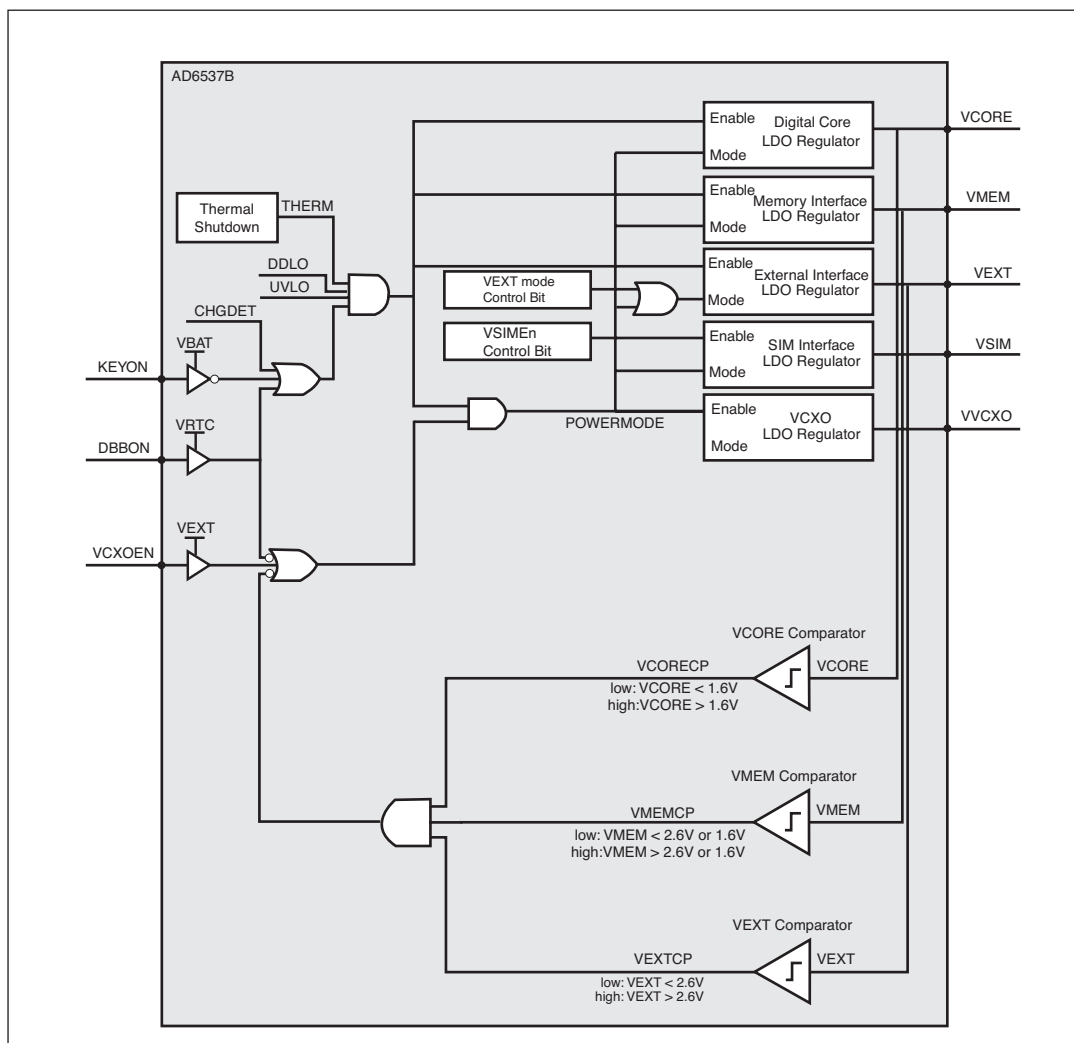 AD6537B
Enable
Digital Core
LDO Regulator
Mode
VCORE
Thermal
Shutdown
THERM
Enable
Memory Interface
LDO Regulator
Mode
VMEM
DDLO
UVLO
VEXT mode
Control Bit
Enable
External Interface
LDO Regulator
Mode
VEXT
CHGDET
VSIMEn
Control Bit
Enable
SIM Interface
LDO Regulator
Mode
VSIM
KEYON
VBAT
POWERMODE
Enable
VCXO
LDO Regulator
Mode
VVCXO
DBBON
VRTC
VCXOEN
VEXT
VCORE Comparator
VCORECP
VCORE
low: VCORE < 1.6V
high:VCORE > 1.6V
VMEM Comparator
VMEMCP
VMEM
low: VMEM < 2.6V or 1.6V
high:VMEM > 2.6V or 1.6V
VEXT Comparator
VEXTCP
VEXT
low: VEXT < 2.6V
high: VEXT > 2.6V